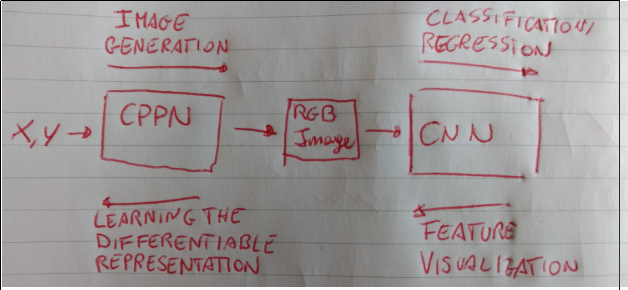 IMAGE
GENERATION
CLASSIFICATION/
REGRESSION
X,Y
CPPN
RGB
Image
CNN
LEARNING THE
DIFFERENTIABLE
REPRESENTATION
FEATURE
VISUALIZATION